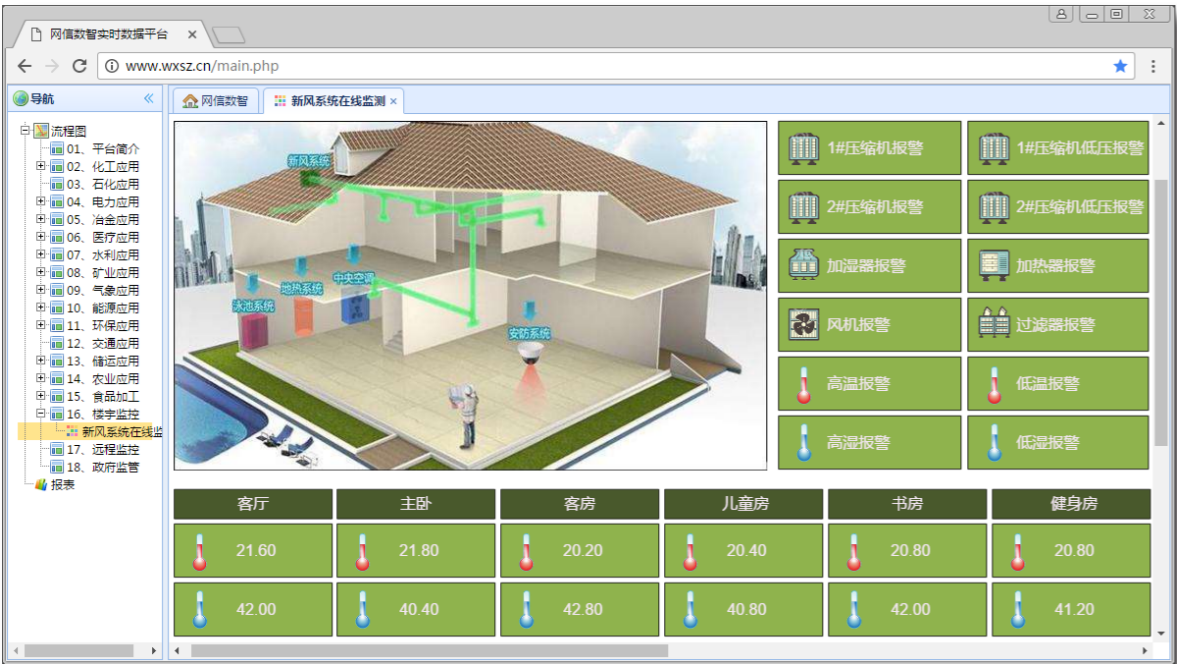 网信数智实时数据平台
www.wxsz.cn/main.php
导航
网信数智
新风系统在线监测
流程图
01、平台简介
02、化工应用
03、石化应用
04、电力应用
05、冶金应用
06、医疗应用
07、水利应用
08、矿业应用
09、气象应用
10、能源应用
11、环保应用
12、交通应用
13、储运应用
14、农业应用
15、食品加工
16、楼宇监控
新风系统在线监
17、远程监控
18、政府监管
报表
新风系统
中央空调
地热系统
泳池系统
安防系统
1#压缩机报警
1#压缩机低压报警
2#压缩机报警
2#压缩机低压报警
加湿器报警
加热器报警
风机报警
过滤器报警
高温报警
低温报警
高湿报警
低湿报警
客厅 主卧 客房 儿童房 书房 健身房
21.60 21.80 20.20 20.40 20.80 20.80
42.00 40.40 42.80 40.80 42.00 41.20